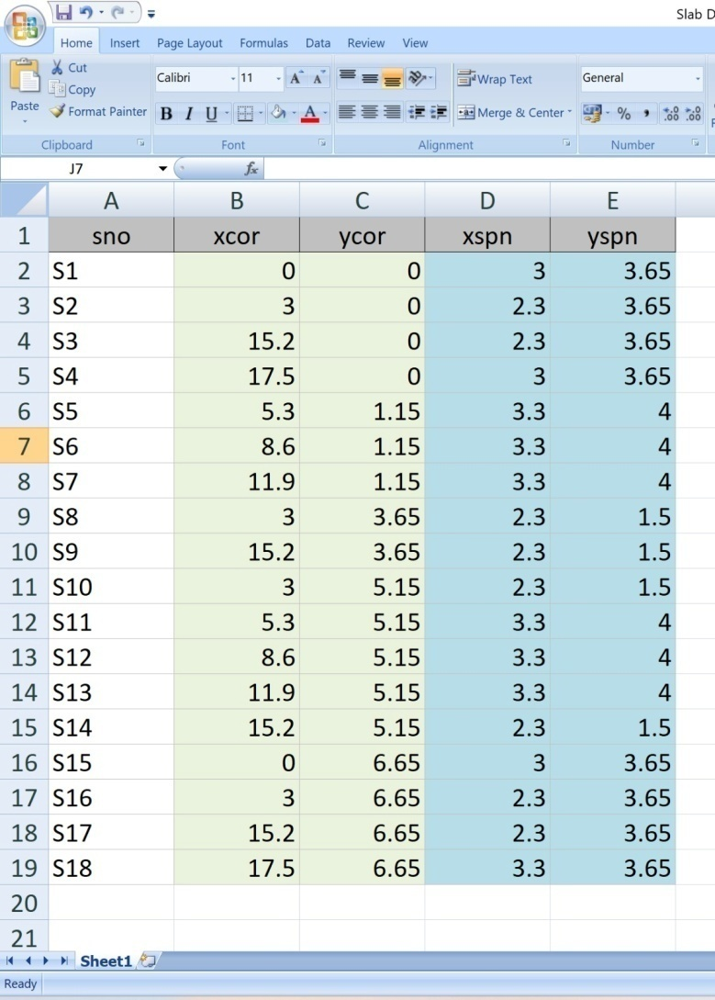 Slab D
Home Insert Page Layout Formulas Data Review View
Cut
Copy
Format Painter
Paste
Calibri 11 A A
B I U A
Wrap Text
Merge & Center
General
% , .00 .00
Clipboard Font Alignment Number
J7 fx
A B C D E
1 sno xcor ycor xspn yspn
2 S1 0 0 3 3.65
3 S2 3 0 2.3 3.65
4 S3 15.2 0 2.3 3.65
5 S4 17.5 0 3 3.65
6 S5 5.3 1.15 3.3 4
7 S6 8.6 1.15 3.3 4
8 S7 11.9 1.15 3.3 4
9 S8 3 3.65 2.3 1.5
10 S9 15.2 3.65 2.3 1.5
11 S10 3 5.15 2.3 1.5
12 S11 5.3 5.15 3.3 4
13 S12 8.6 5.15 3.3 4
14 S13 11.9 5.15 3.3 4
15 S14 15.2 5.15 2.3 1.5
16 S15 0 6.65 3 3.65
17 S16 3 6.65 2.3 3.65
18 S17 15.2 6.65 2.3 3.65
19 S18 17.5 6.65 3.3 3.65
20
21
Sheet1
Ready